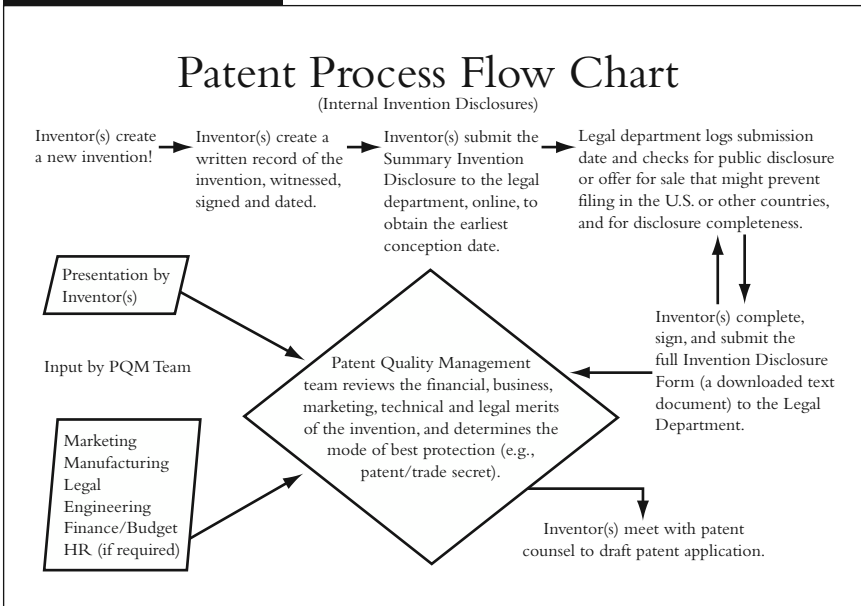 Patent Process Flow Chart
(Internal Invention Disclosures)
Inventor(s) create
a new invention!
Inventor(s) create a
written record of the
invention, witnessed,
signed and dated.
Inventor(s) submit the
Summary Invention
Disclosure to the legal
department, online, to
obtain the earliest
conception date.
Legal department logs submission
date and checks for public disclosure
or offer for sale that might prevent
filing in the U.S. or other countries,
and for disclosure completeness.
Inventor(s) complete,
sign, and submit the
full Invention Disclosure
Form (a downloaded text
document) to the Legal
Department.
Presentation by
Inventor(s)
Input by PQM Team
Marketing
Manufacturing
Legal
Engineering
Finance/Budget
HR (if required)
Patent Quality Management
team reviews the financial, business,
marketing, technical and legal merits
of the invention, and determines the
mode of best protection (e.g.,
patent/trade secret).
Inventor(s) meet with patent
counsel to draft patent application.